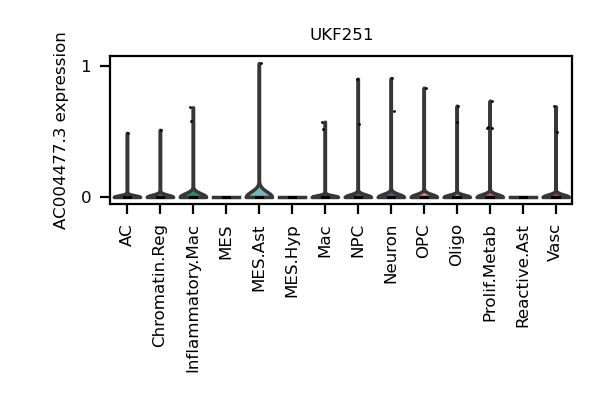 UKF251
AC004477.3 expression
1
0
AC
Chromatin.Reg
Inflammatory.Mac
MES
MES.Ast
MES.Hyp
Mac
NPC
Neuron
OPC
Oligo
Prolif.Metab
Reactive.Ast
Vasc